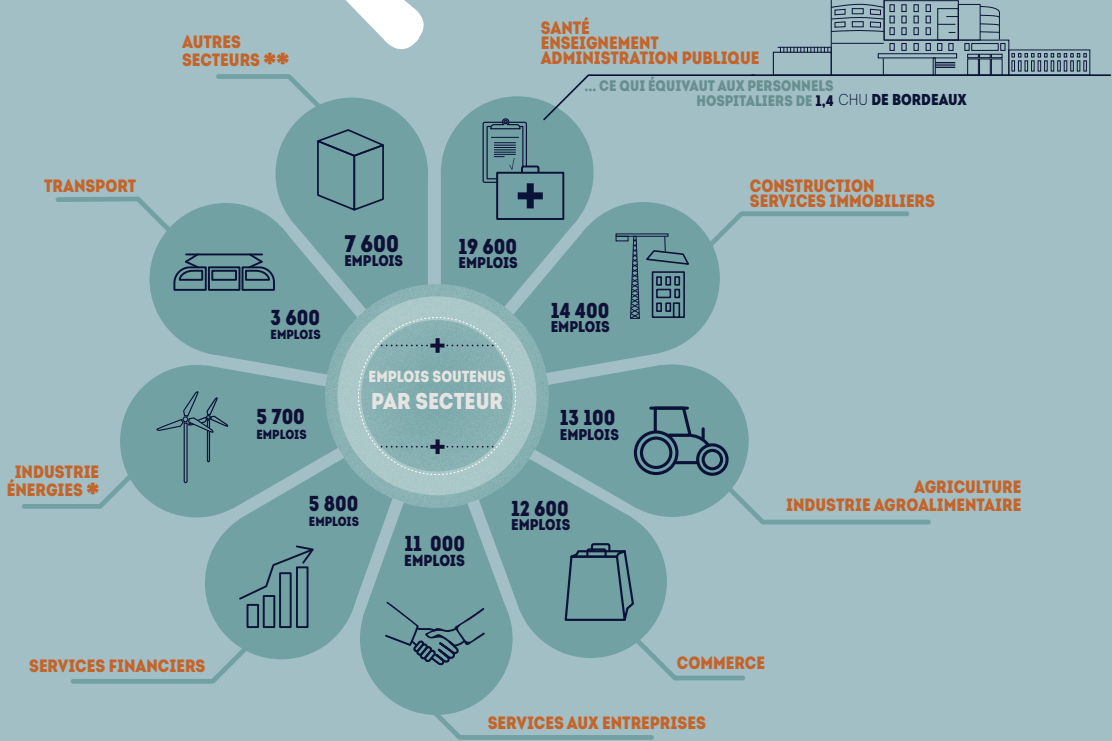 AUTRES
SECTEURS **
SANTÉ
ENSEIGNEMENT
ADMINISTRATION PUBLIQUE
... CE QUI ÉQUIVAUT AUX PERSONNELS
HOSPITALIERS DE 1,4 CHU DE BORDEAUX
TRANSPORT
CONSTRUCTION
SERVICES IMMOBILIERS
7 600
EMPLOIS
19 600
EMPLOIS
3 600
EMPLOIS
14 400
EMPLOIS
EMPLOIS SOUTENUS
PAR SECTEUR
5 700
EMPLOIS
13 100
EMPLOIS
INDUSTRIE
ÉNERGIES *
AGRICULTURE
INDUSTRIE AGROALIMENTAIRE
5 800
EMPLOIS
12 600
EMPLOIS
11 000
EMPLOIS
SERVICES FINANCIERS
COMMERCE
SERVICES AUX ENTREPRISES